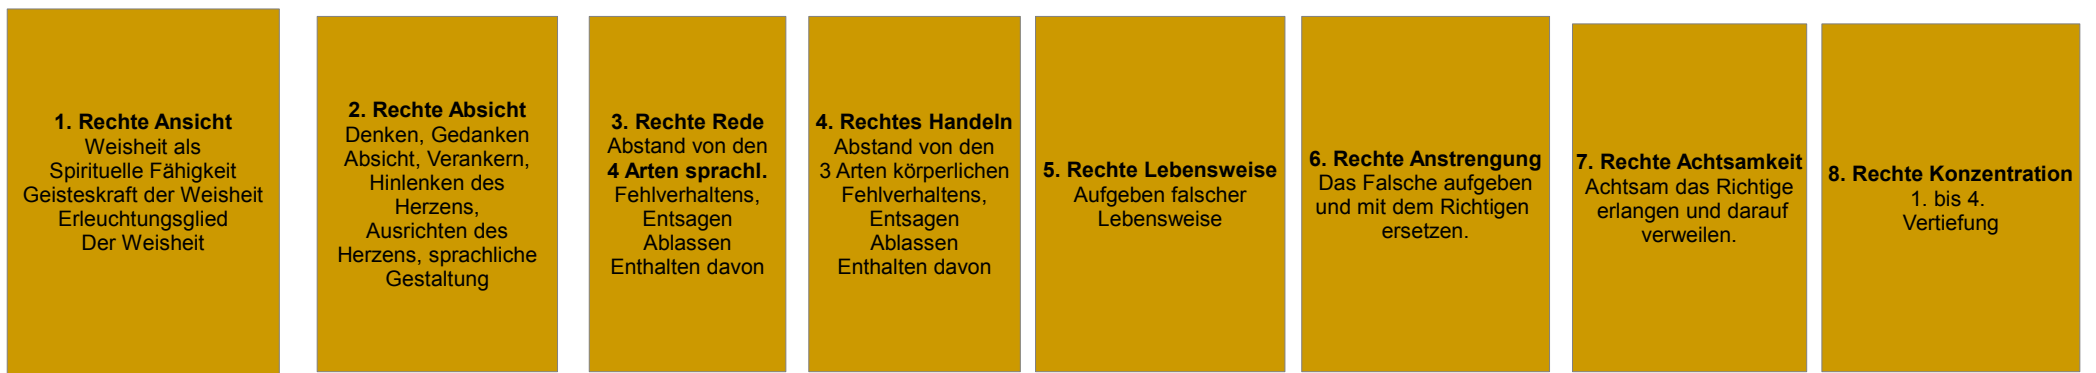 1. Rechte Ansicht
Weisheit als
Spirituelle Fähigkeit
Geisteskraft der Weisheit
Erleuchtungsglied
Der Weisheit
2. Rechte Absicht
Denken, Gedanken
Absicht, Verankern,
Hinlenken des
Herzens,
Ausrichten des
Herzens, sprachliche
Gestaltung
3. Rechte Rede
Abstand von den
4 Arten sprachl.
Fehlverhaltens,
Entsagen
Ablassen
Enthalten davon
4. Rechtes Handeln
Abstand von den
3 Arten körperlichen
Fehlverhaltens,
Entsagen
Ablassen
Enthalten davon
5. Rechte Lebensweise
Aufgeben falscher
Lebensweise
6. Rechte Anstrengung
Das Falsche aufgeben
und mit dem Richtigen
ersetzen.
7. Rechte Achtsamkeit
Achtsam das Richtige
erlangen und darauf
verweilen.
8. Rechte Konzentration
1. bis 4.
Vertiefung